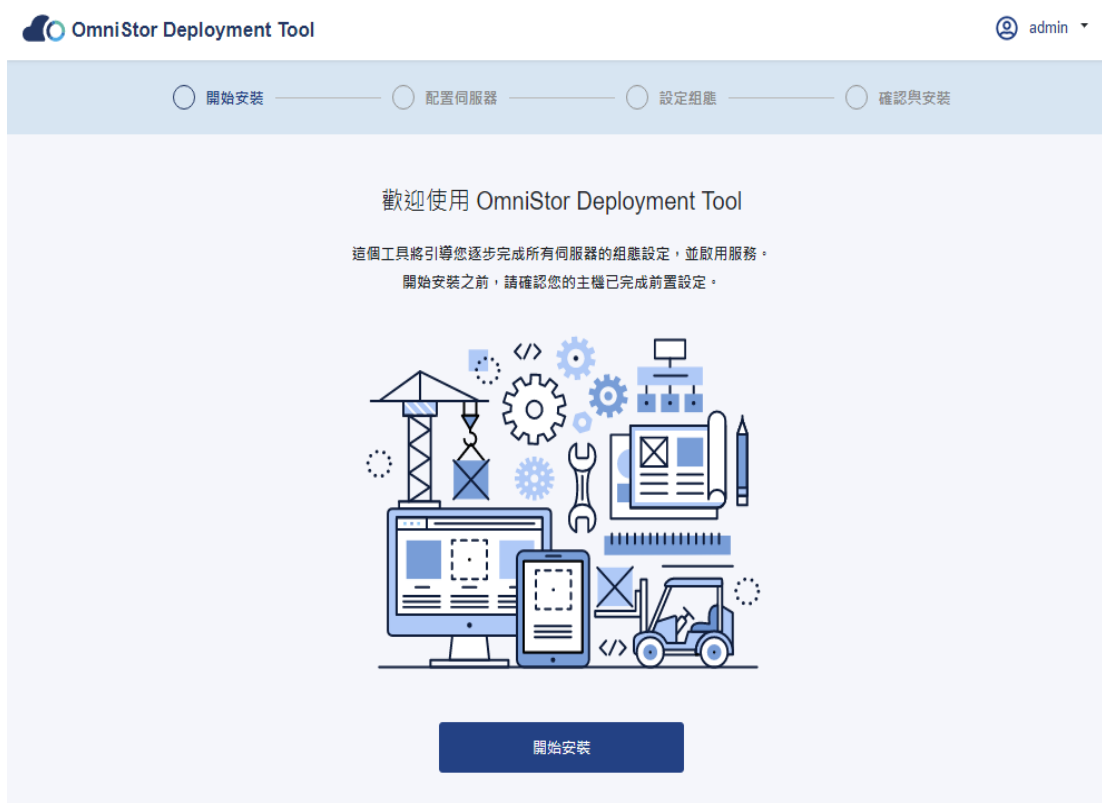 OmniStor Deployment Tool
admin
開始安裝 配置伺服器 設定組態 確認與安裝
歡迎使用 OmniStor Deployment Tool
這個工具將引導您逐步完成所有伺服器的組態設定，並啟用服務。
開始安裝之前，請確認您的主機已完成前置設定。
</>
</>
開始安裝